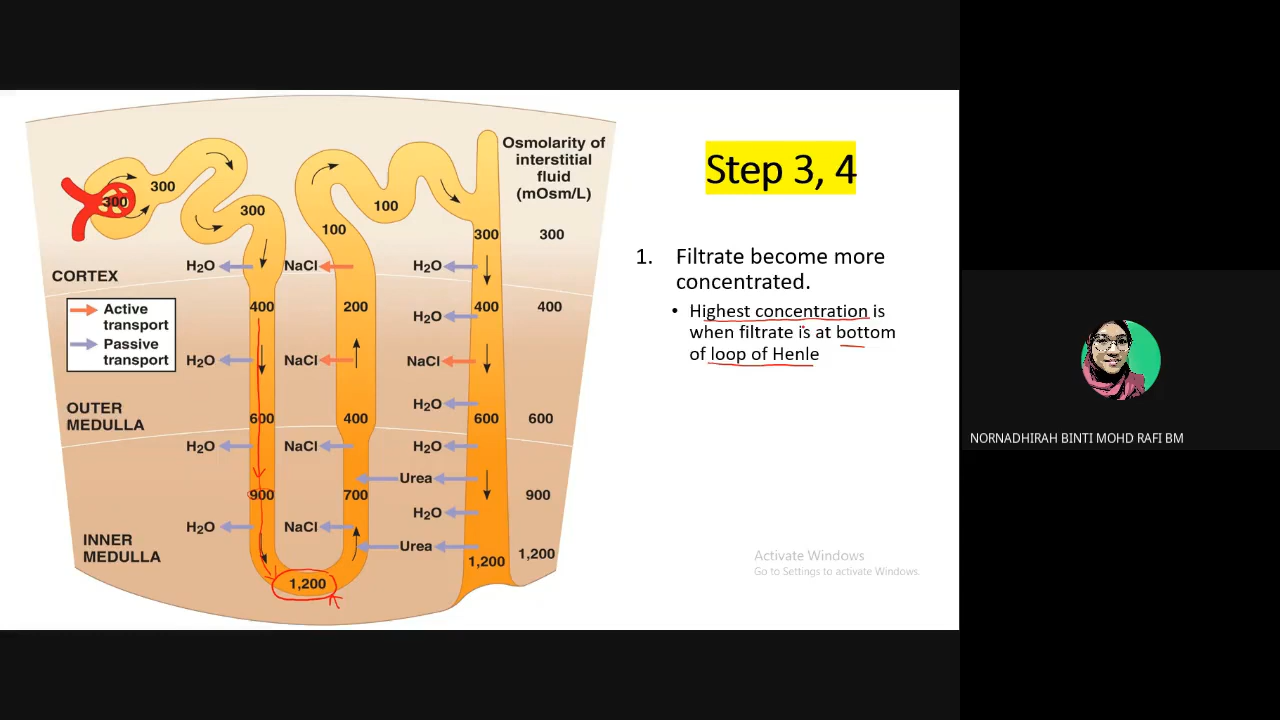 Osmolarity of
interstitial
fluid
(mOsm/L)
300
300
300
300
100
100
300
300
CORTEX
H₂O
NaCl
H₂O
Active
transport
Passive
transport
400
200
H₂O
400
400
H₂O
NaCl
NaCl
H₂O
OUTER
MEDULLA
600
400
600
600
H₂O
NaCl
H₂O
Urea
900
700
900
H₂O
H₂O
NaCl
INNER
MEDULLA
Urea
1,200
1,200
1,200
Step 3, 4
1. Filtrate become more
concentrated.
• Highest concentration is
when filtrate is at bottom
of loop of Henle
Activate Windows
Go to Settings to activate Windows.
NORNADHIRAH BINTI MOHD RAFI BM